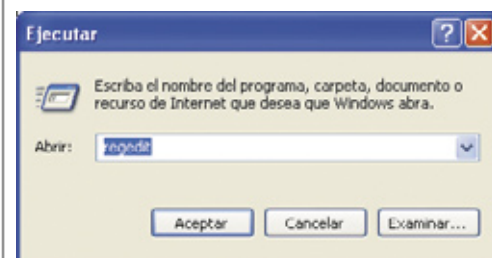 Ejecutar
Escriba el nombre del programa, carpeta, documento o
recurso de Internet que desea que Windows abra.
Abrir: regedit
Aceptar Cancelar Examinar...